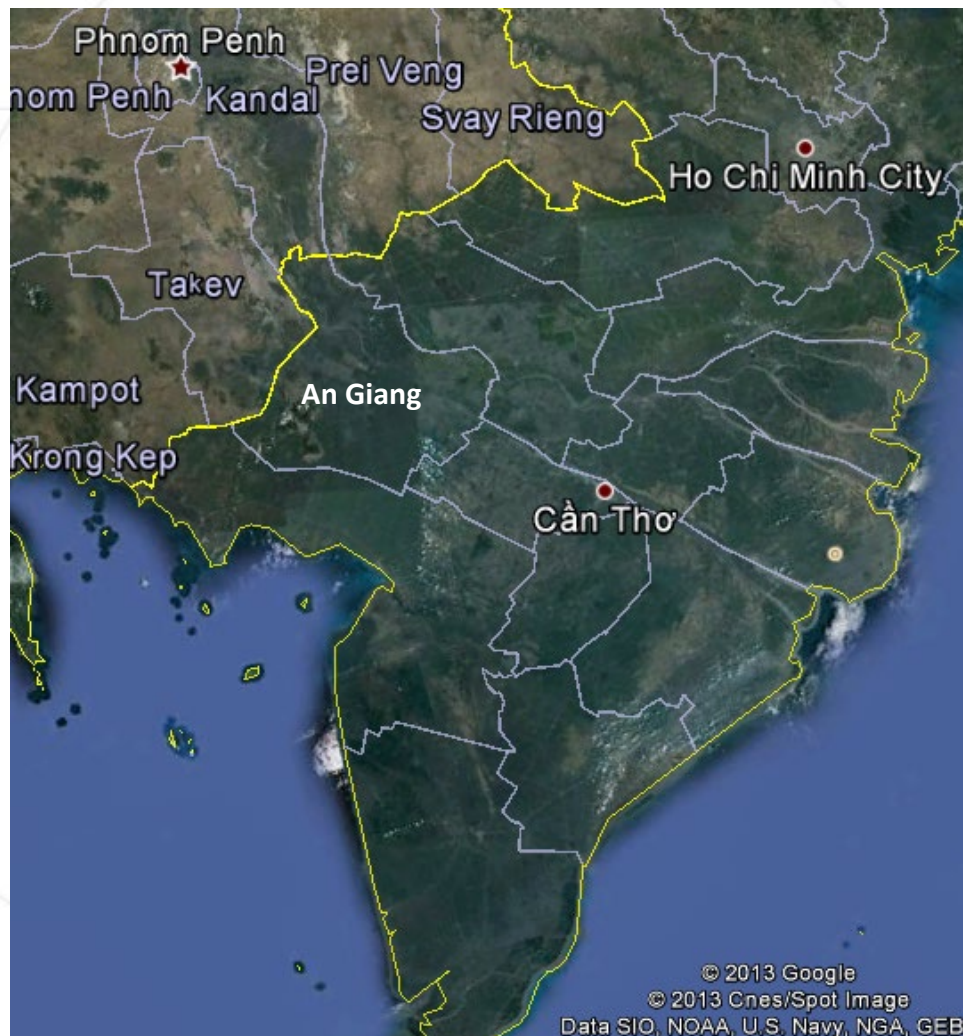 Phnom Penh
nom Penh
Kandal
Prei Veng
Svay Rieng
Ho Chi Minh City
Takev
Kampot
An Giang
Krong Kep
Cần Thơ
© 2013 Google
© 2013 Cnes/Spot Image
Data SIO, NOAA, U.S. Navy, NGA, GEB